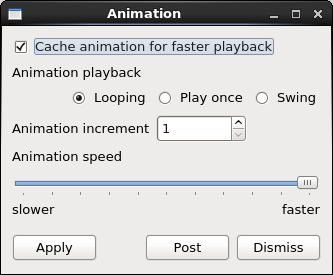 Animation
Cache animation for faster playback
Animation playback
Looping Play once Swing
Animation increment 1
Animation speed
slower faster
Apply Post Dismiss